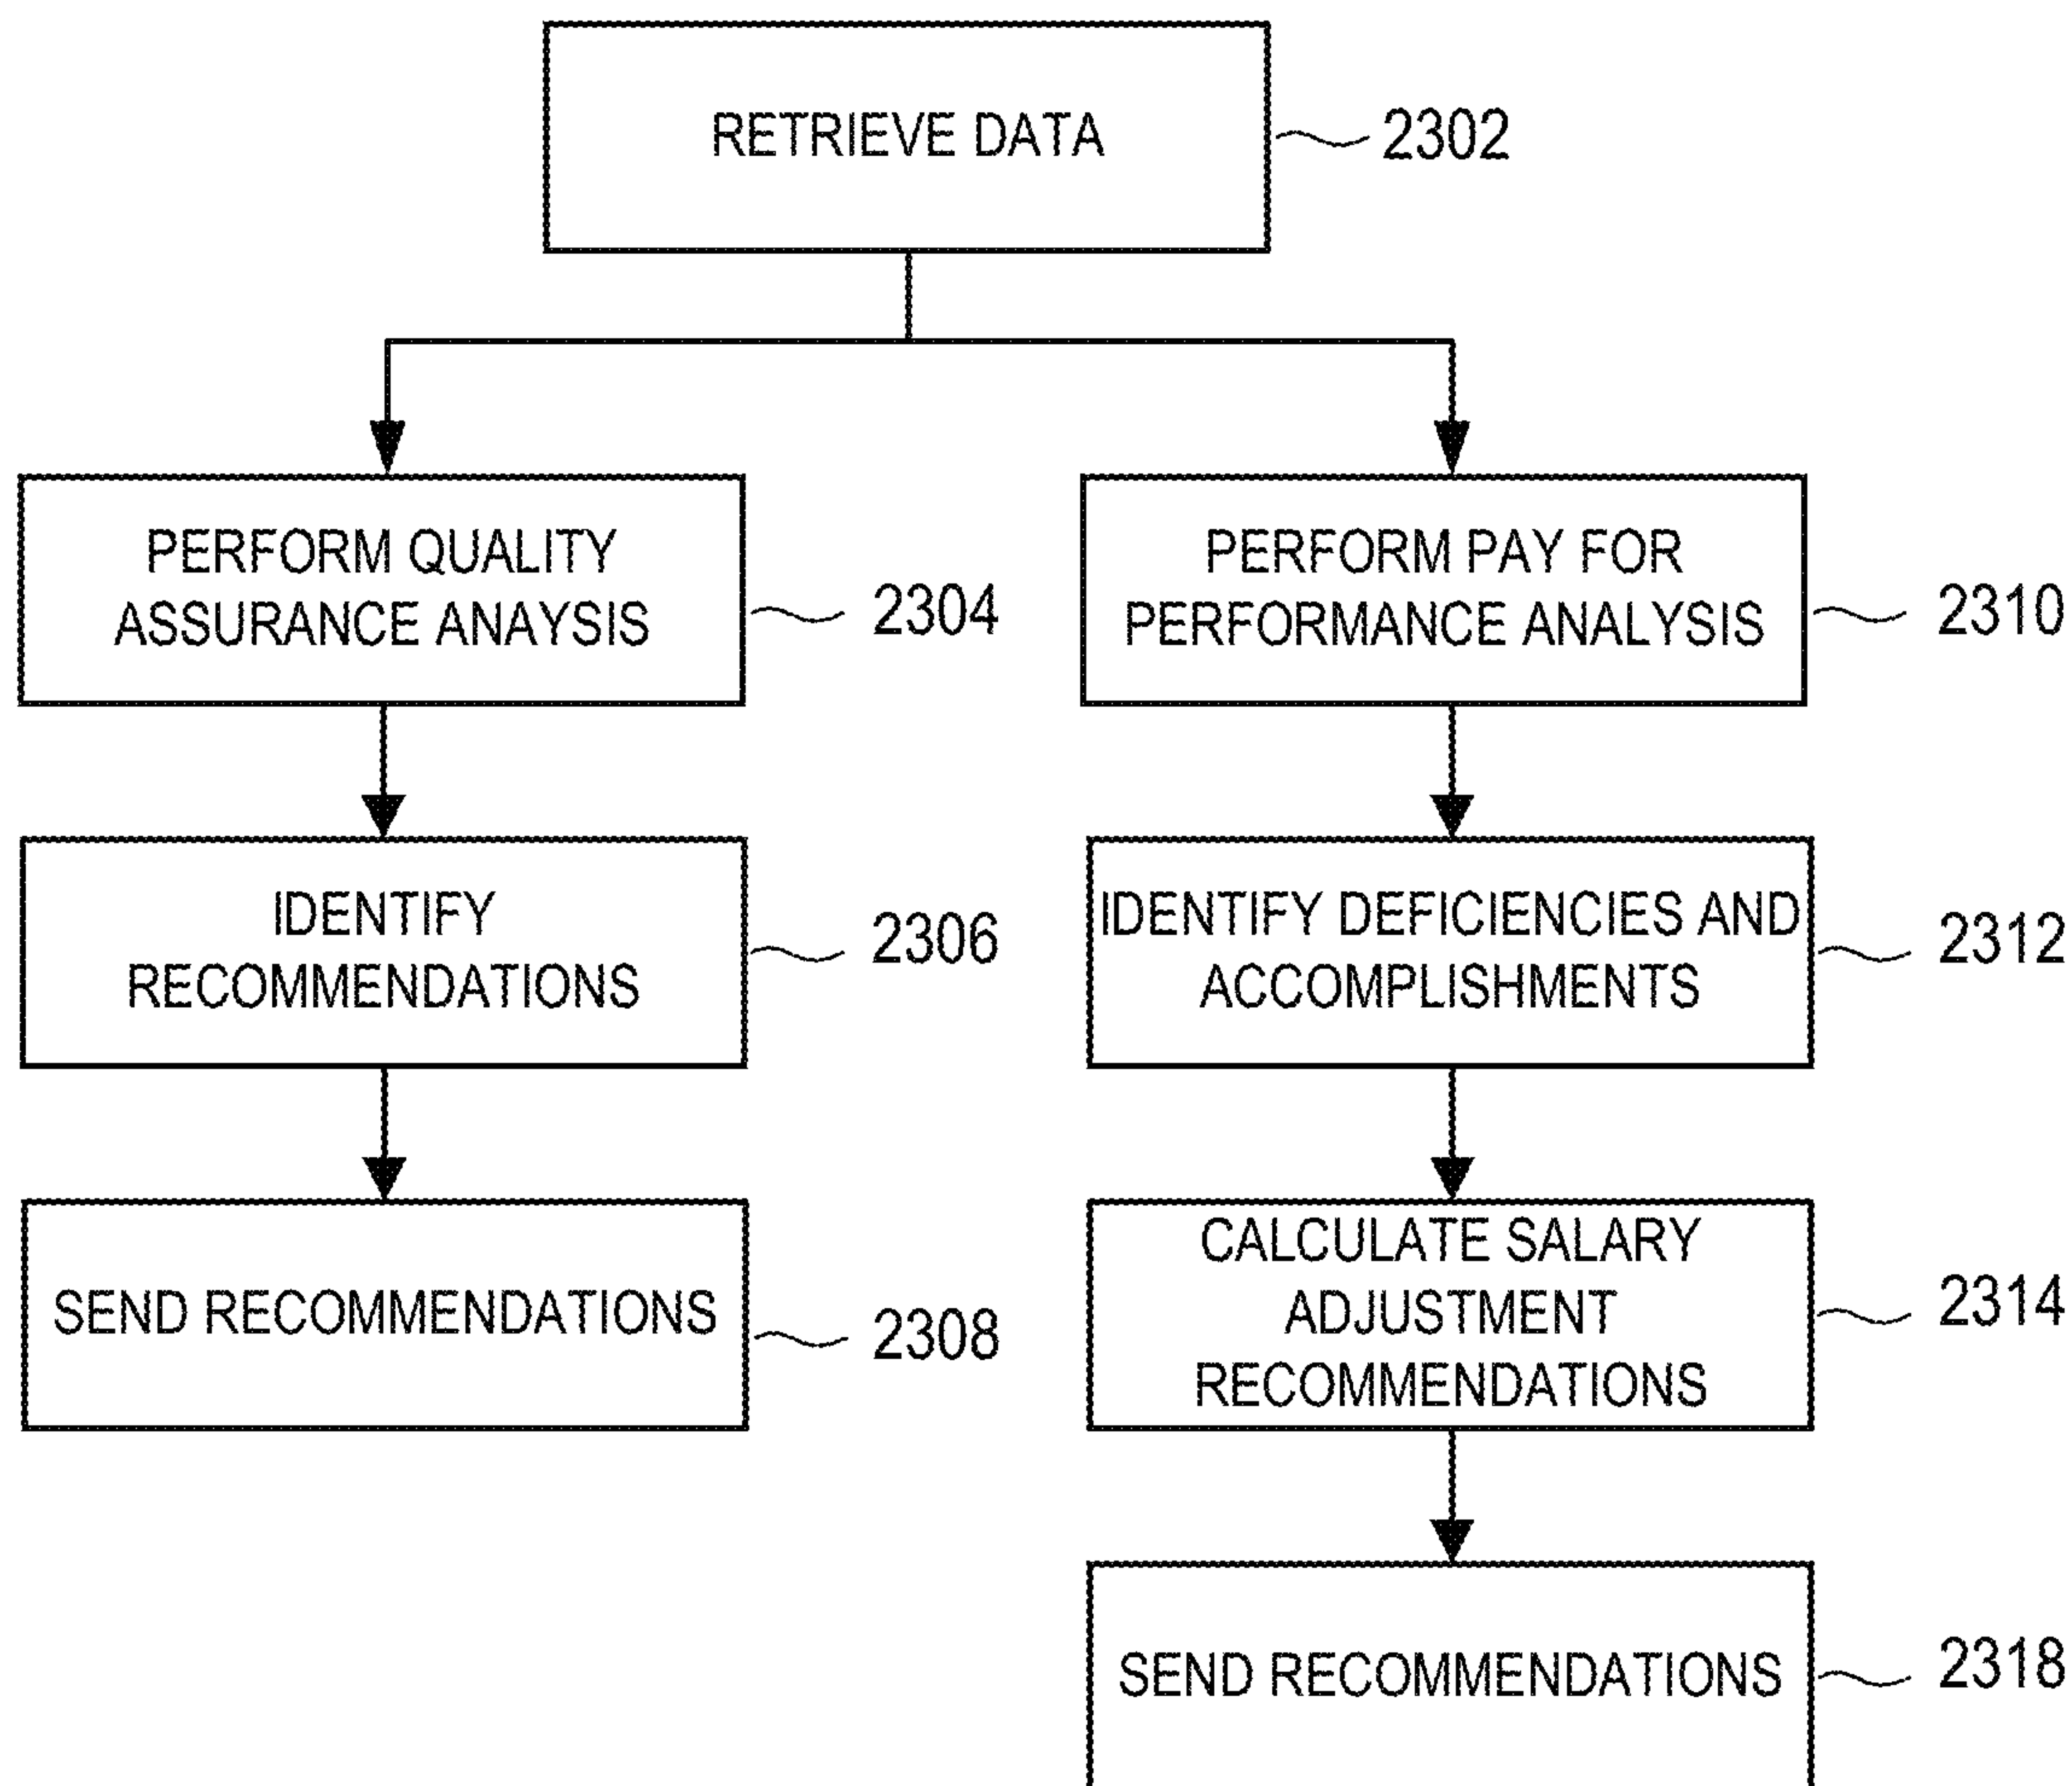 RETRIEVE DATA
2302
PERFORM QUALITY
ASSURANCE ANAYSIS
2304
PERFORM PAY FOR
PERFORMANCE ANALYSIS
2310
IDENTIFY
RECOMMENDATIONS
2306
IDENTIFY DEFICIENCIES AND
ACCOMPLISHMENTS
2312
SEND RECOMMENDATIONS
2308
CALCULATE SALARY
ADJUSTMENT
RECOMMENDATIONS
2314
SEND RECOMMENDATIONS
2318